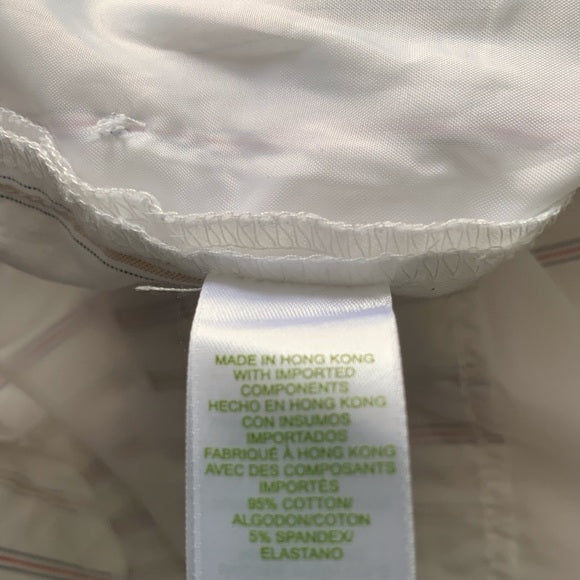 MADE IN HONG KONG
WITH IMPORTED
COMPONENTS
HECHO EN HONG KONG
CON INSUMOS
IMPORTADOS
FABRIQUÉ À HONG KONG
AVEC DES COMPOSANTS
IMPORTÉS
95% COTTON/
ALGODON/COTON
5% SPANDEX/
ELASTANO